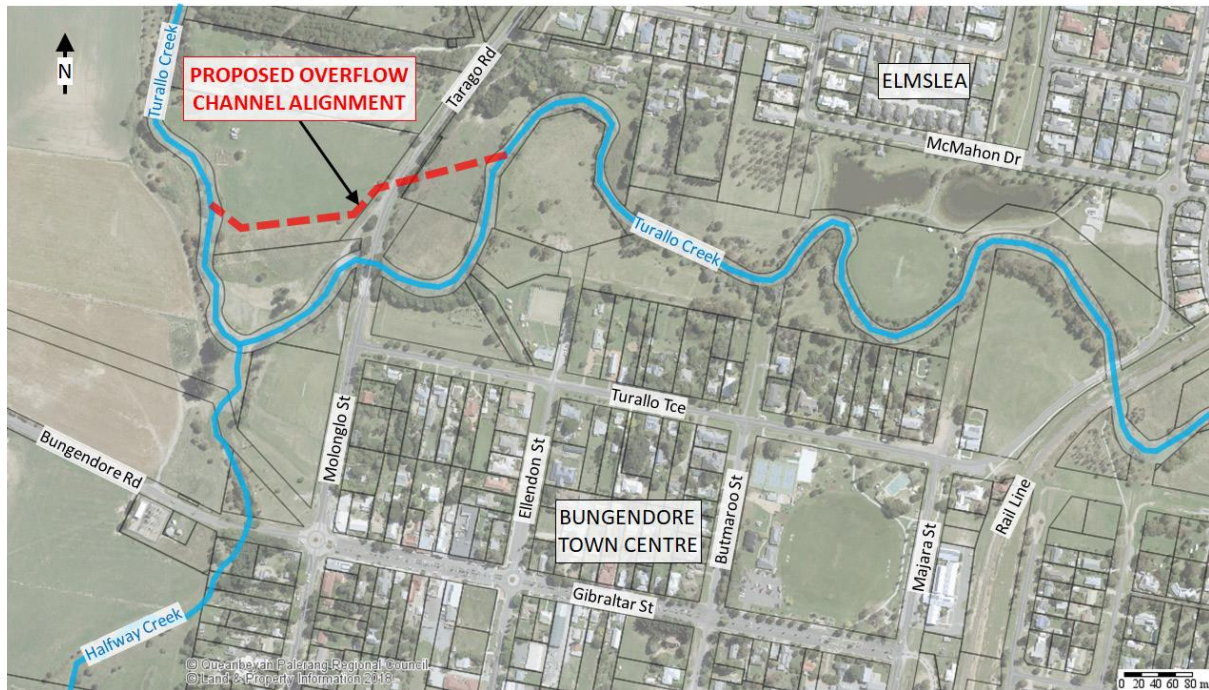 N
Turallo Creek
PROPOSED OVERFLOW
CHANNEL ALIGNMENT
Tarago Rd
ELMSLEA
McMahon Dr
Turallo Creek
Turallo Tce
Bungendore Rd
Molonglo St
Ellendon St
BUNGENDORE
TOWN CENTRE
Butmaroo St
Majara St
Rail Line
Gibraltar St
Halfway Creek
© Queanbeyan Palerang Regional Council
© Land & Property Information 2018
0 20 40 60 80 m